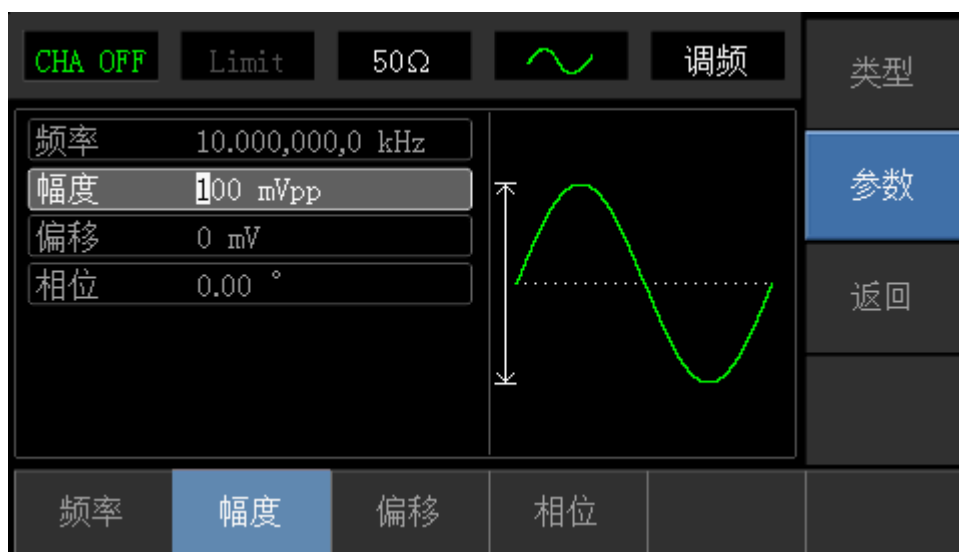 CHA OFF Limit 50Ω 调频
类型
频率 10.000,000,0 kHz
幅度 100 mVpp
参数
偏移 0 mV
相位 0.00 °
返回
频率 幅度 偏移 相位